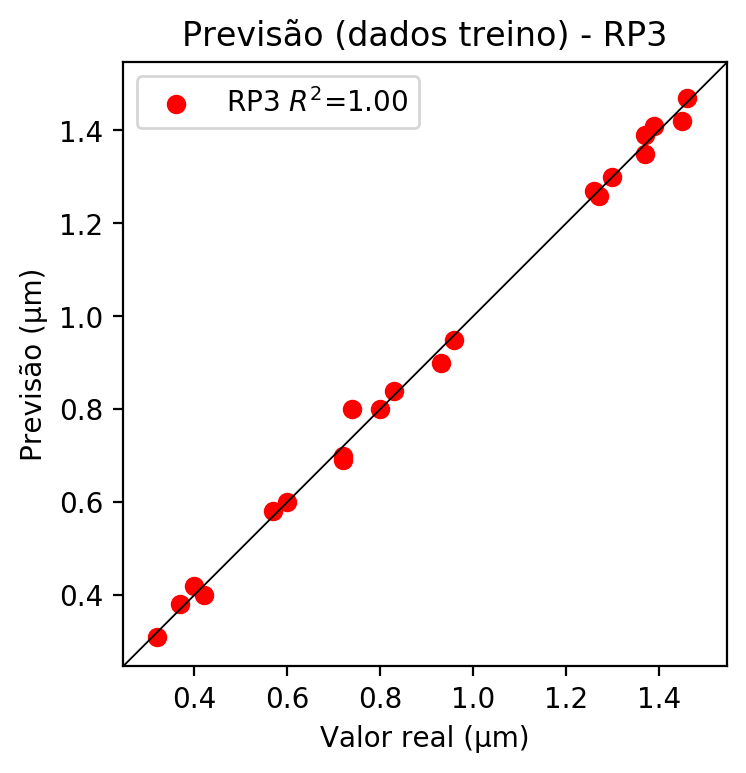 Previsão (dados treino) - RP3
RP3 R²=1.00
Previsão (µm)
1.4
1.2
1.0
0.8
0.6
0.4
0.4 0.6 0.8 1.0 1.2 1.4
Valor real (µm)